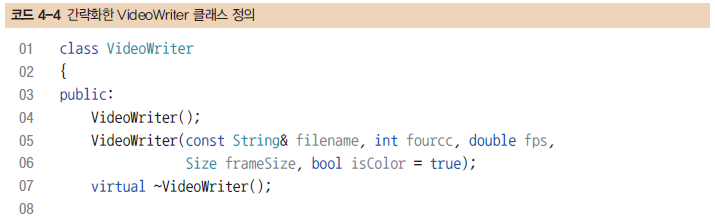 코드 4-4 간략화한 VideoWriter 클래스 정의
01 class VideoWriter
02 {
03 public:
04 VideoWriter();
05 VideoWriter(const String& filename, int fourcc, double fps,
06 Size frameSize, bool isColor = true);
07 virtual ~VideoWriter();
08